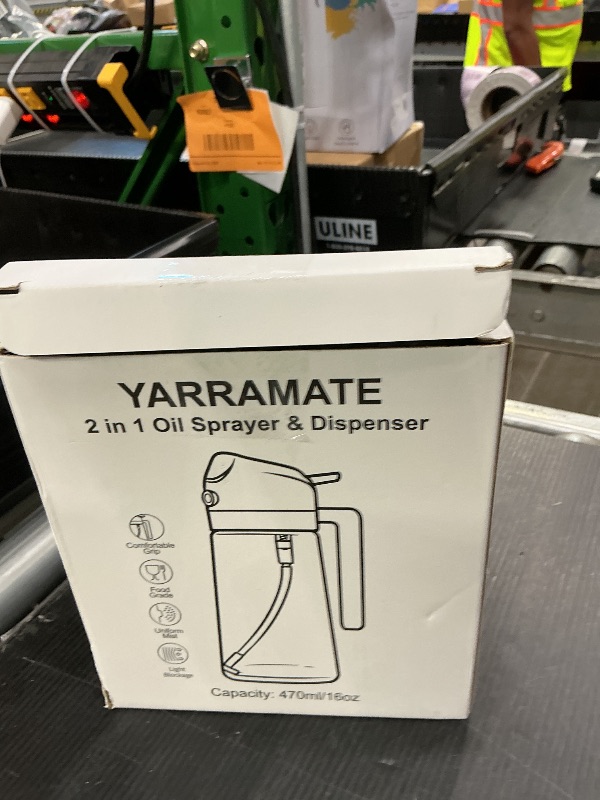 ULINE
YARRAMATE
2 in 1 Oil Sprayer & Dispenser
Comfortable
Grip
Food
Grade
Uniform
Mist
Light
Blockage
Capacity: 470ml/16oz